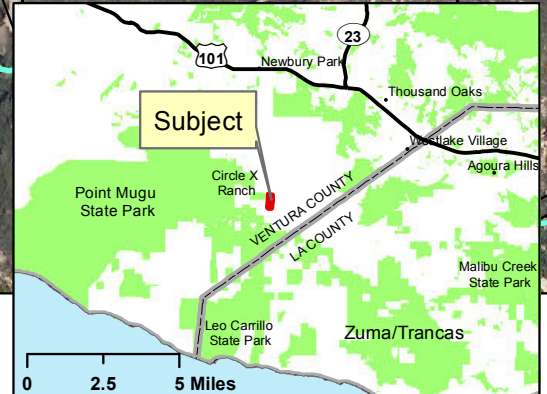 23
101
Newbury Park
Thousand Oaks
Subject
Westlake Village
Agoura Hills
Circle X
Ranch
Point Mugu
State Park
VENTURA COUNTY
LA COUNTY
Malibu Creek
State Park
Leo Carrillo
State Park
Zuma/Trancas
0 2.5 5 Miles